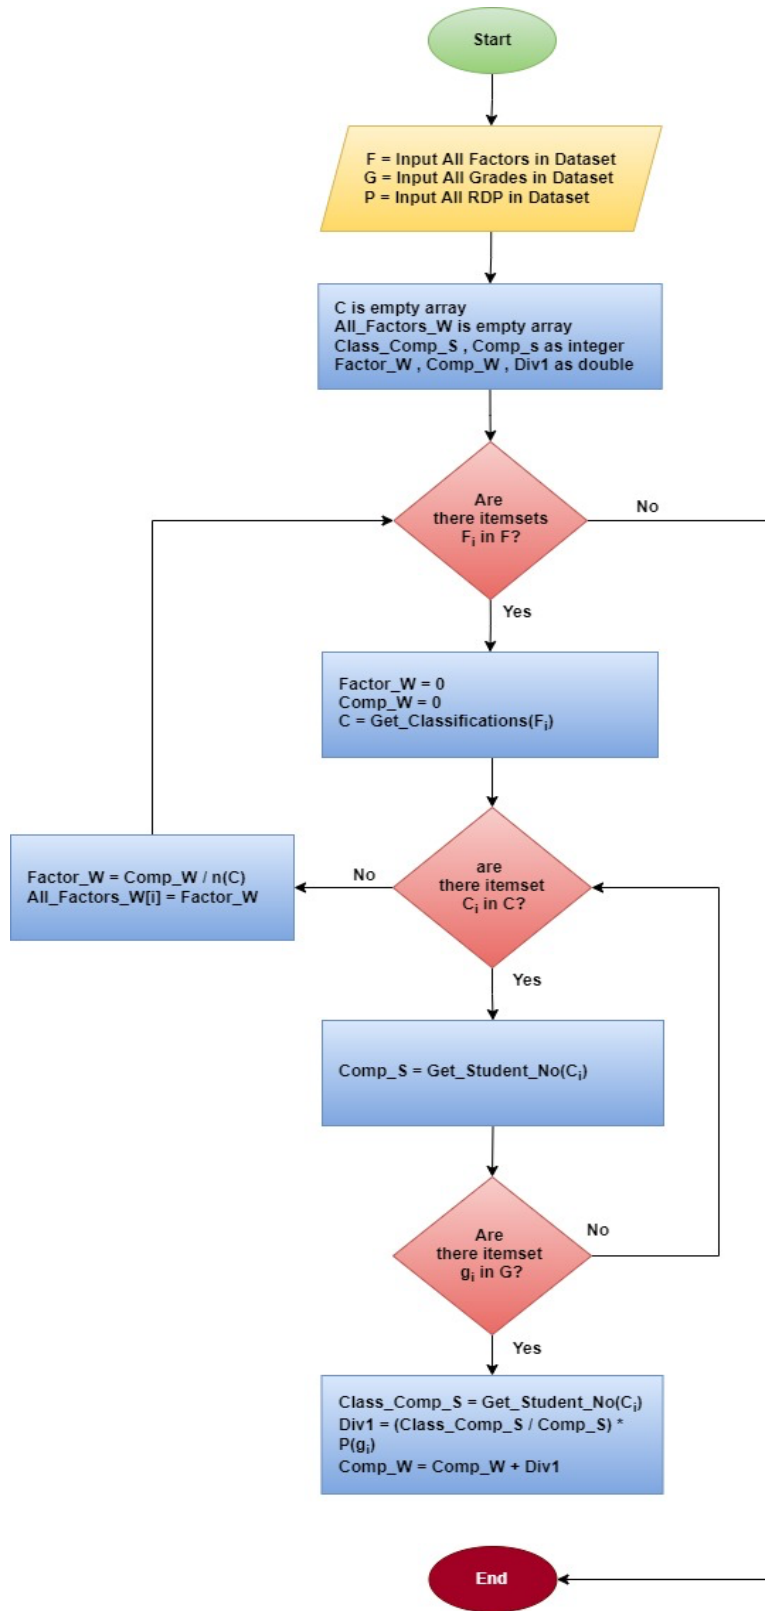 Start
F = Input All Factors in Dataset
G = Input All Grades in Dataset
P = Input All RDP in Dataset
C is empty array
All_Factors_W is empty array
Class_Comp_S , Comp_s as integer
Factor_W , Comp_W , Div1 as double
Are
there itemsets
Fi in F?
No
Yes
Factor_W = 0
Comp_W = 0
C = Get_Classifications(Fi)
Factor_W = Comp_W / n(C)
All_Factors_W[i] = Factor_W
No
are
there itemset
Ci in C?
Yes
Comp_S = Get_Student_No(Ci)
Are
there itemset
gi in G?
No
Yes
Class_Comp_S = Get_Student_No(Ci)
Div1 = (Class_Comp_S / Comp_S) *
P(gi)
Comp_W = Comp_W + Div1
End